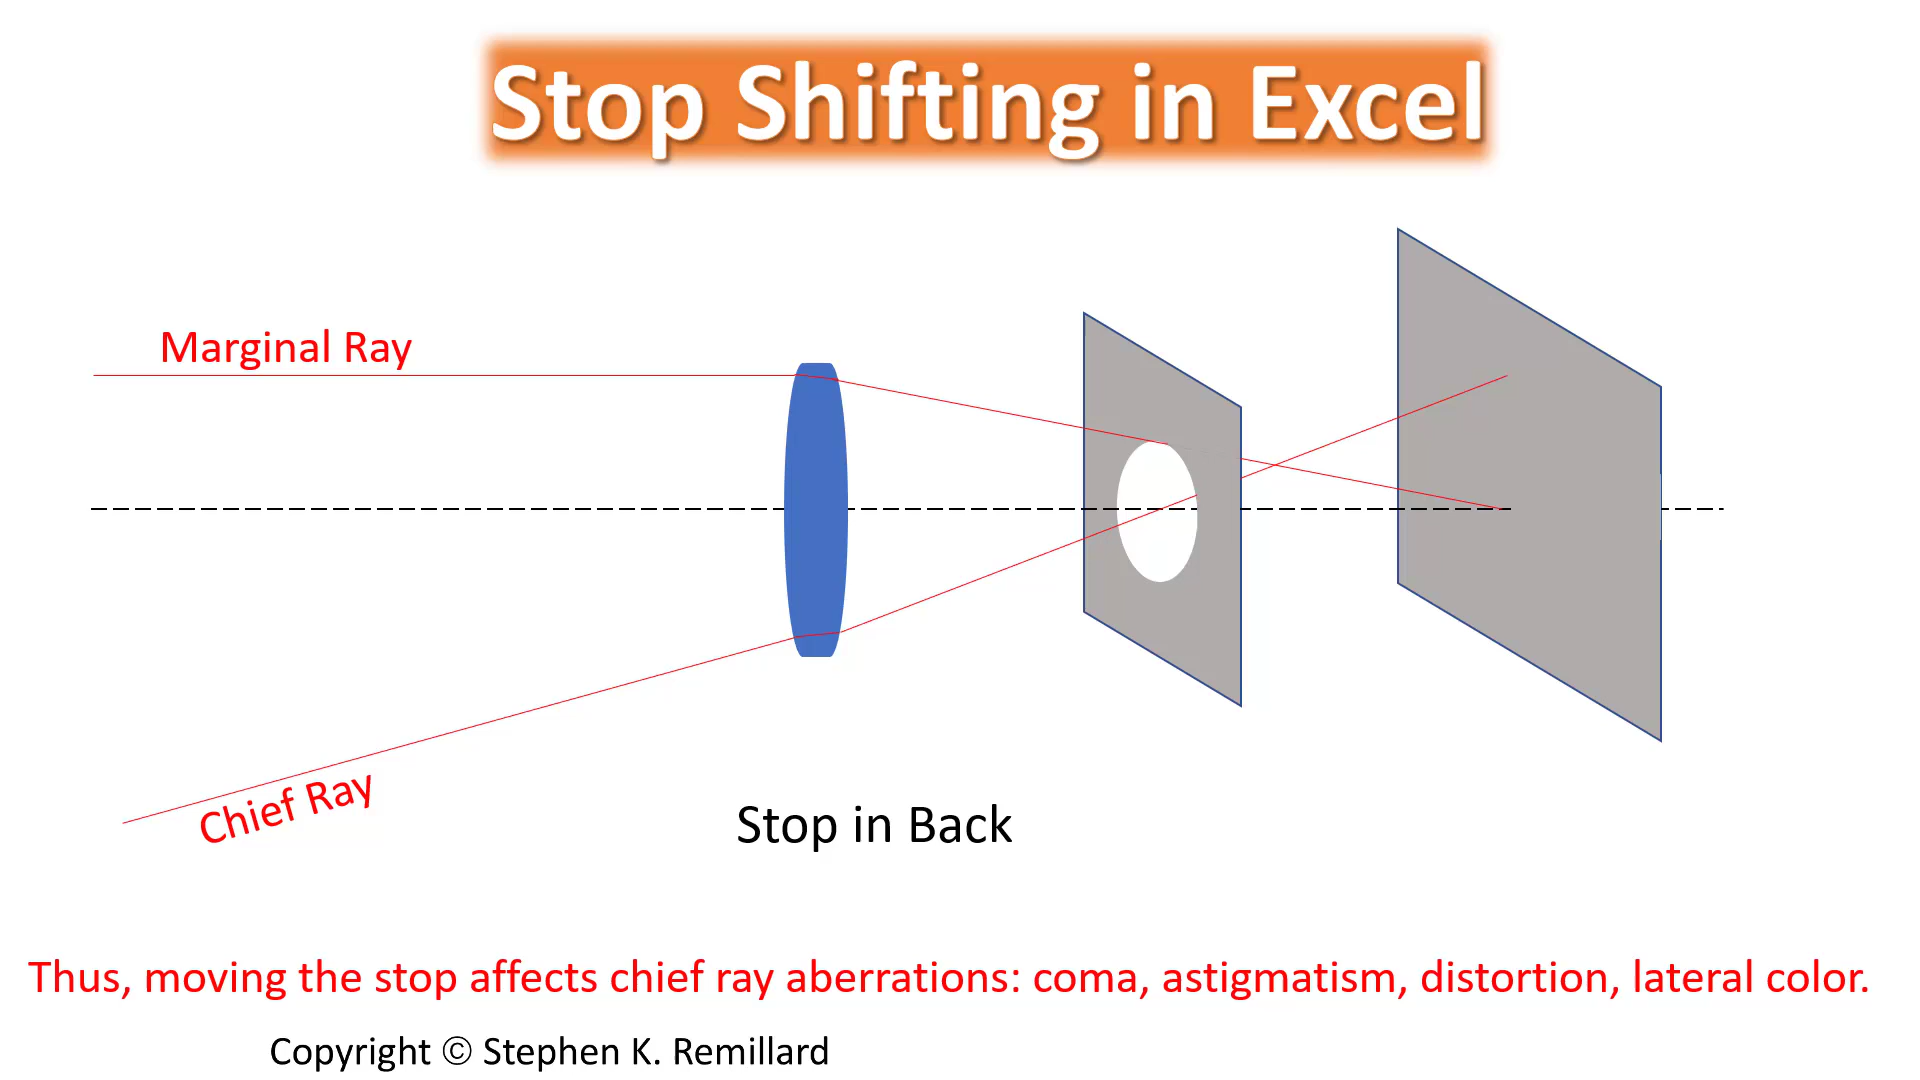 Stop Shifting in Excel
Marginal Ray
Chief Ray
Stop in Back
Thus, moving the stop affects chief ray aberrations: coma, astigmatism, distortion, lateral color.
Copyright © Stephen K. Remillard